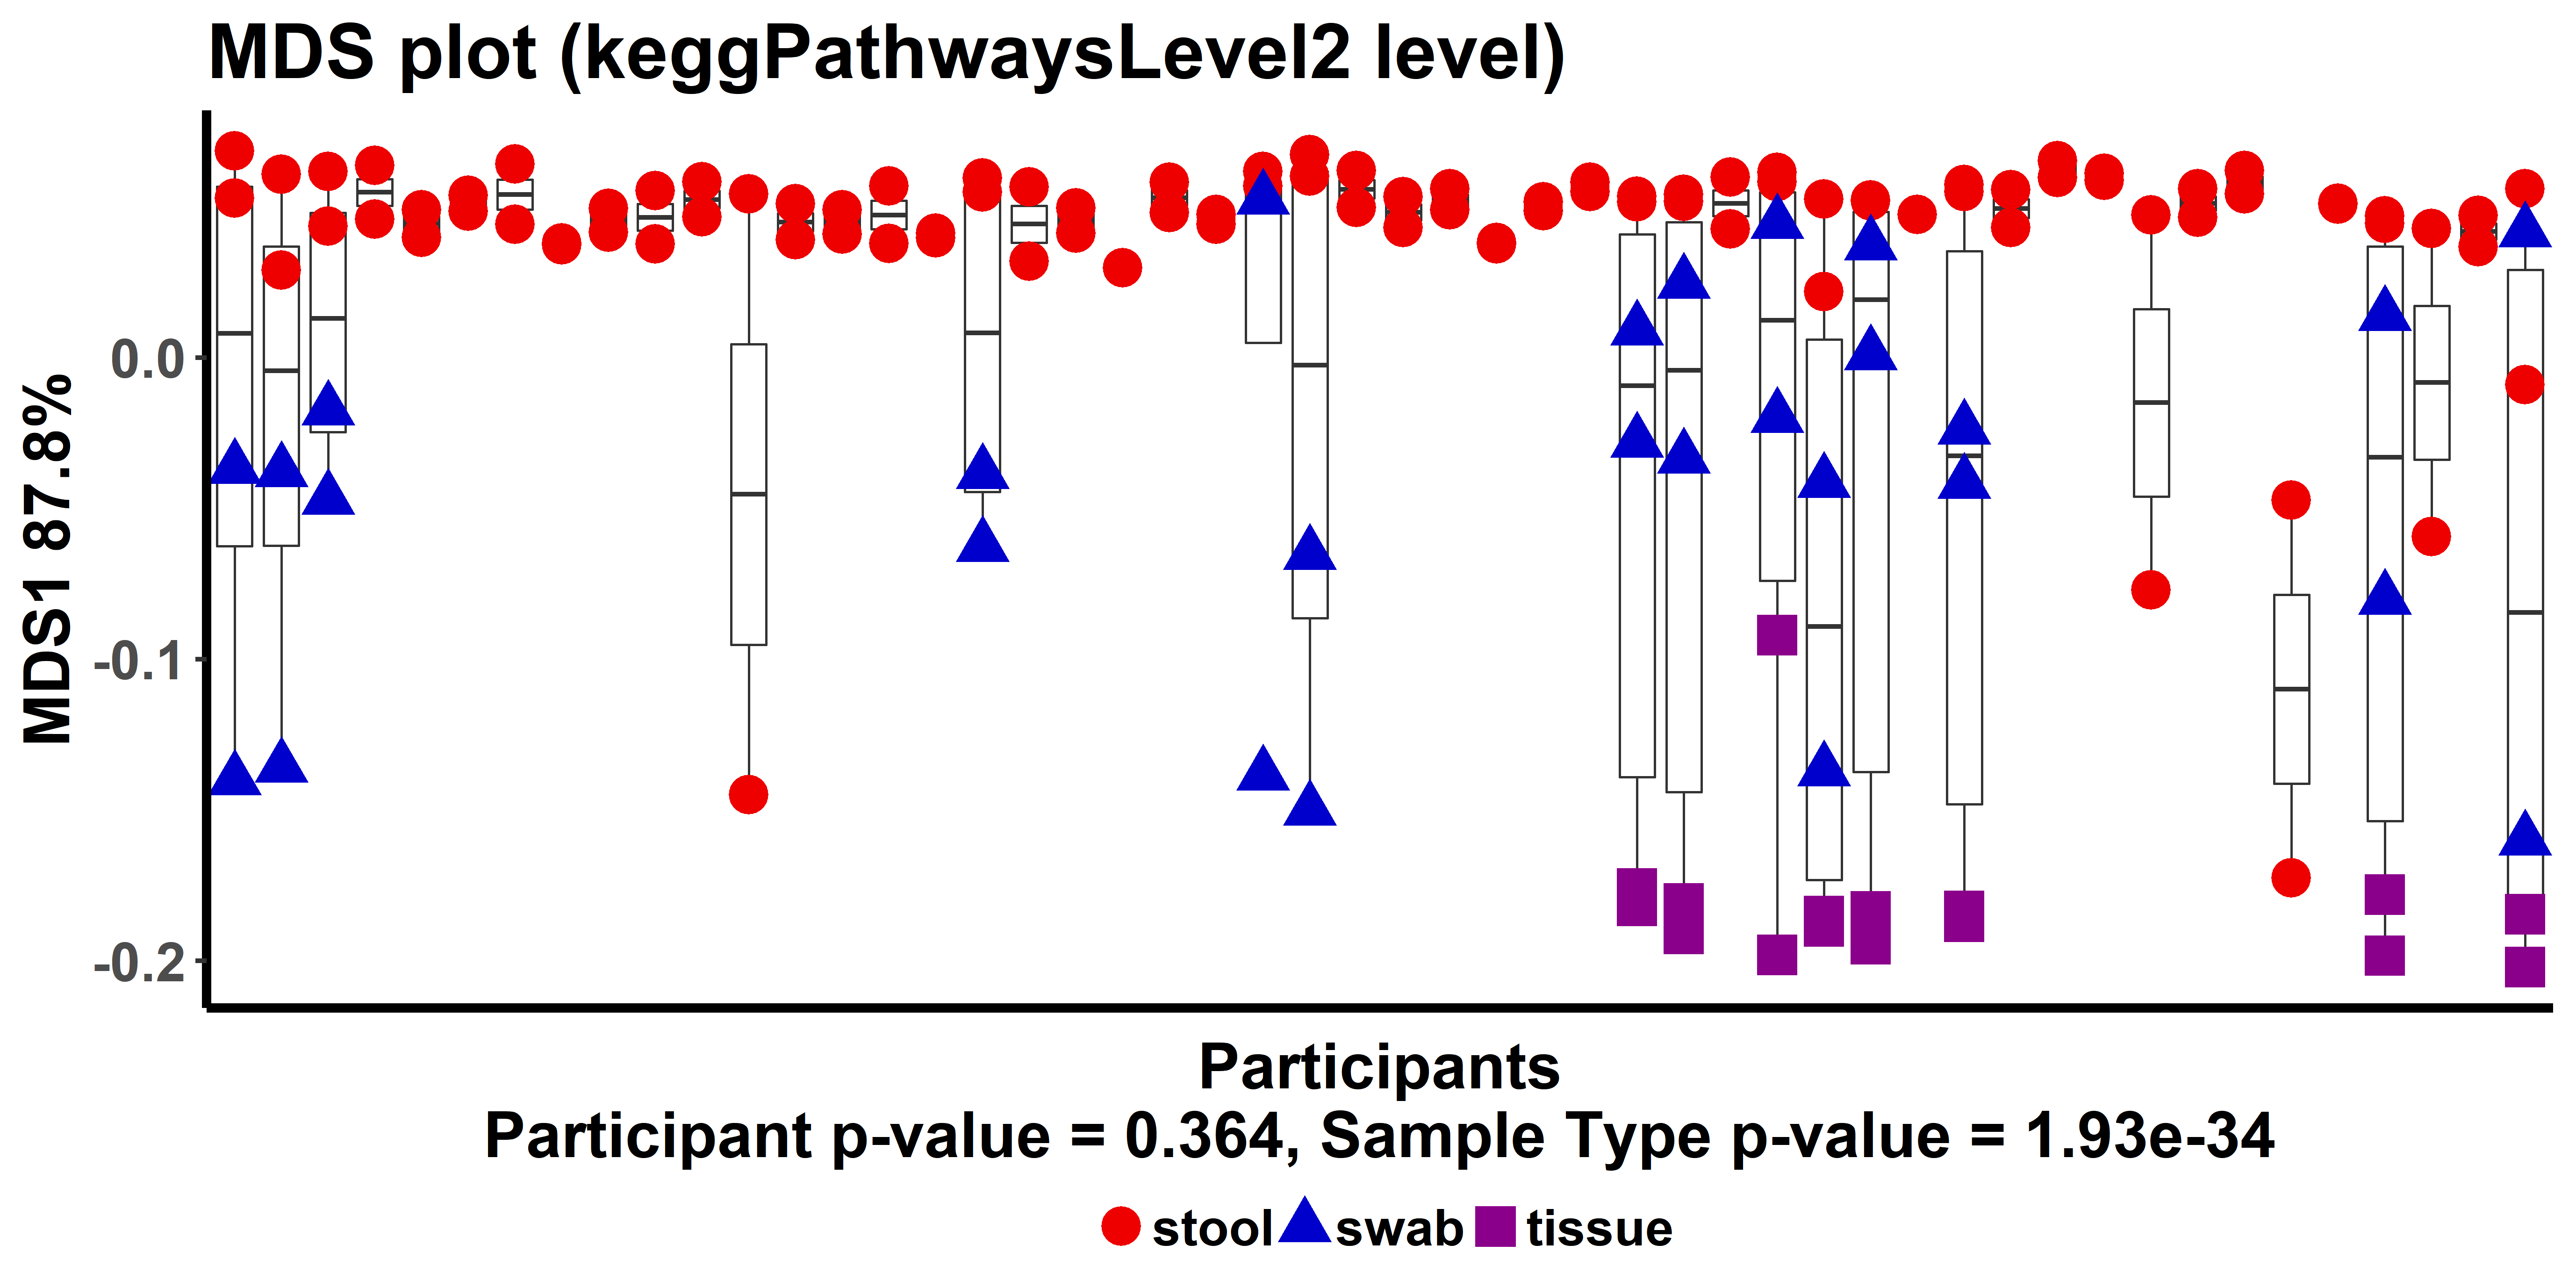 MDS plot (keggPathwaysLevel2 level)
MDS1 87.8%
0.0
-0.1
-0.2
Participants
Participant p-value = 0.364, Sample Type p-value = 1.93e-34
stool swab tissue